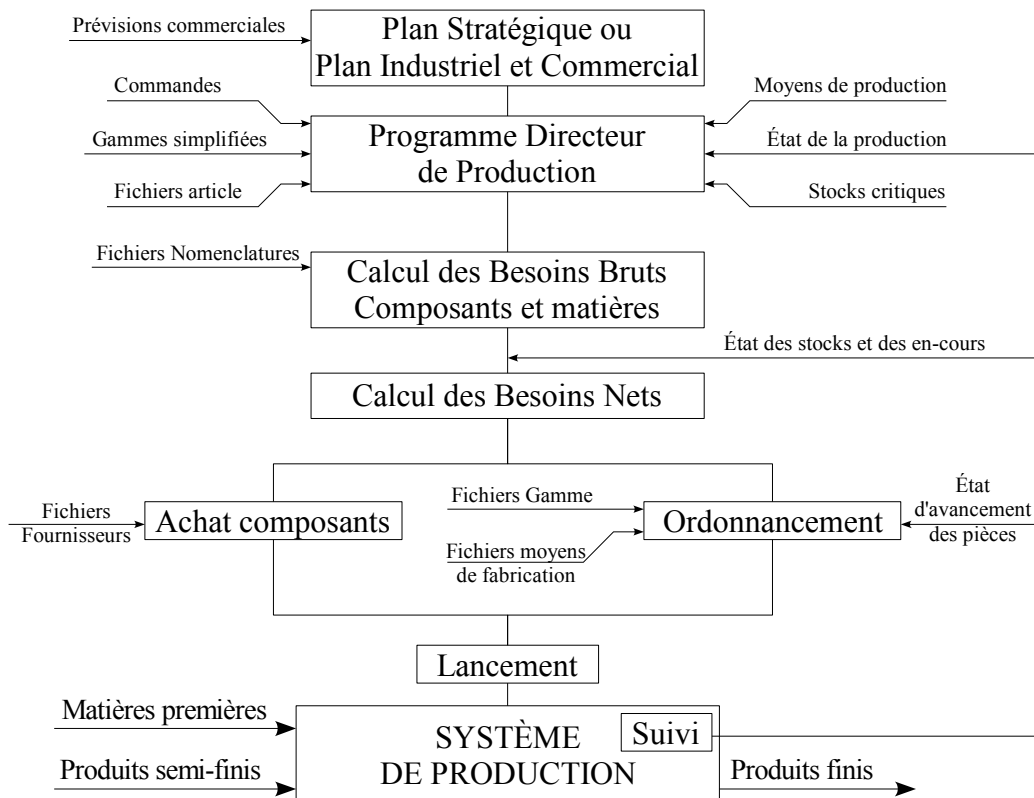 Prévisions commerciales
Plan Stratégique ou
Plan Industriel et Commercial
Commandes
Gammes simplifiées
Fichiers article
Programme Directeur
de Production
Moyens de production
État de la production
Stocks critiques
Fichiers Nomenclatures
Calcul des Besoins Bruts
Composants et matières
État des stocks et des en-cours
Calcul des Besoins Nets
Fichiers
Fournisseurs
Achat composants
Fichiers Gamme
Fichiers moyens
de fabrication
Ordonnancement
État
d'avancement
des pièces
Lancement
Matières premières
Produits semi-finis
SYSTÈME
DE PRODUCTION
Suivi
Produits finis